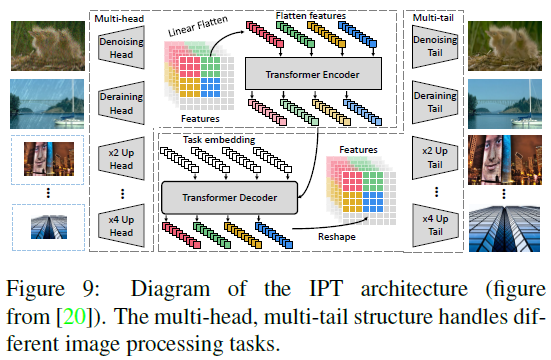 Multi-head
Linear Flatten
Flatten features
Multi-tail
Denoising
Head
Transformer Encoder
Denoising
Tail
Deraining
Head
Features
Deraining
Tail
x2 Up
Head
Task embedding
Features
x2 Up
Tail
Transformer Decoder
x4 Up
Head
Reshape
x4 Up
Tail
Figure 9: Diagram of the IPT architecture (figure
from [20]). The multi-head, multi-tail structure handles dif-
ferent image processing tasks.